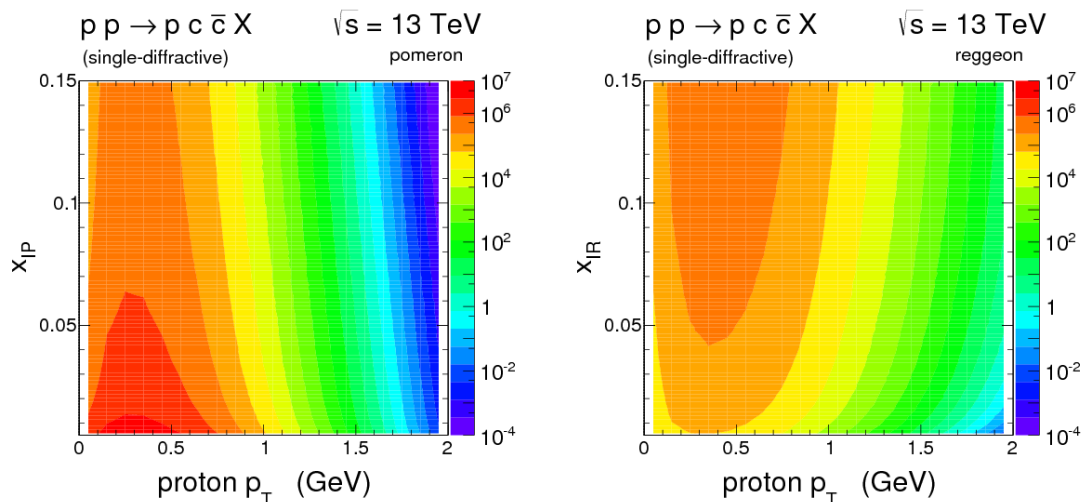 p p → p c c̄ X √s = 13 TeV
(single-diffractive) pomeron
0.15
0.1
0.05
x_IP
0 0.5 1 1.5 2
proton p_T (GeV)
10^7
10^6
10^4
10^2
1
10^-2
10^-4
p p → p c c̄ X √s = 13 TeV
(single-diffractive) reggeon
0.15
0.1
0.05
x_IR
0 0.5 1 1.5 2
proton p_T (GeV)
10^7
10^6
10^4
10^2
1
10^-2
10^-4